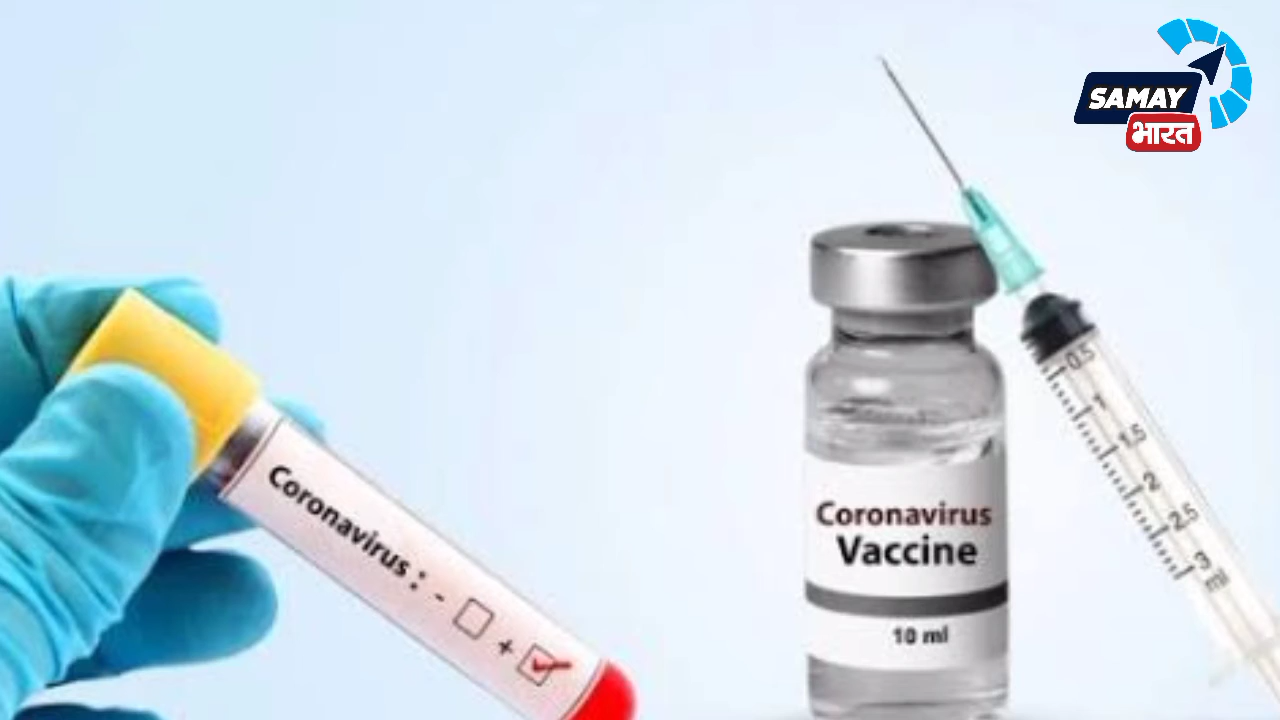 SAMAY
भारत
Coronavirus : - +
Coronavirus
Vaccine
10 ml
0.5
1
1.5
2
2.5
3 ml